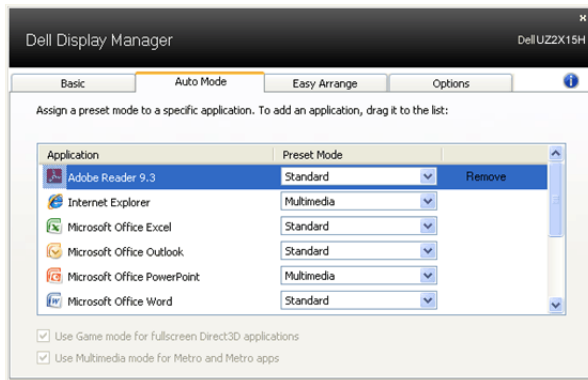 Dell Display Manager
Dell UZ2X15H
Basic
Auto Mode
Easy Arrange
Options
Assign a preset mode to a specific application. To add an application, drag it to the list:
Application Preset Mode
Adobe Reader 9.3 Standard Remove
Internet Explorer Multimedia
Microsoft Office Excel Standard
Microsoft Office Outlook Standard
Microsoft Office PowerPoint Multimedia
Microsoft Office Word Standard
Use Game mode for fullscreen Direct3D applications
Use Multimedia mode for Metro and Metro apps